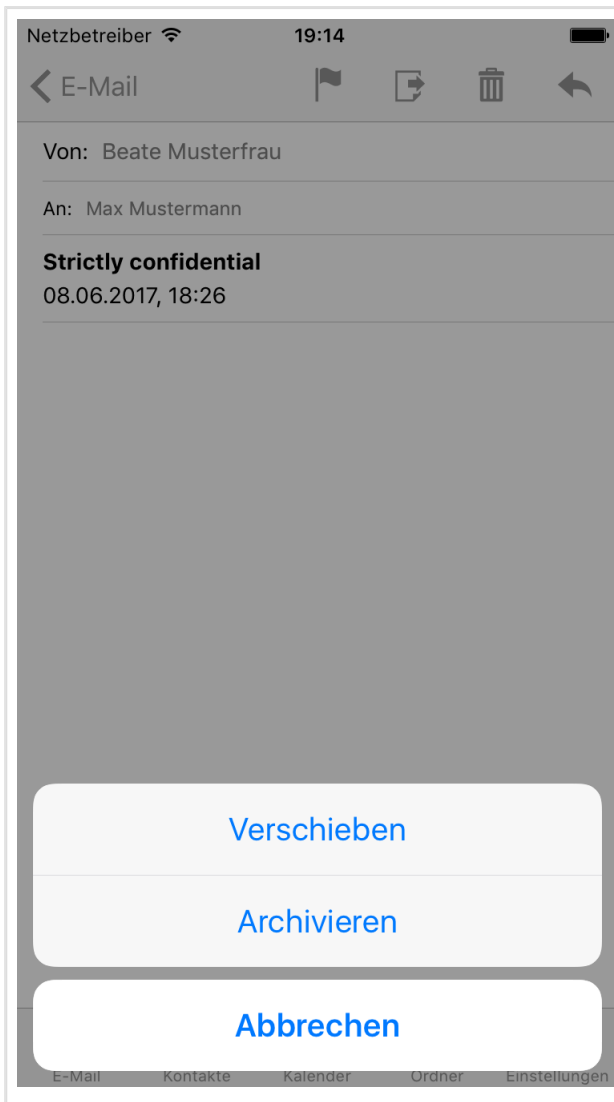 Netzbetreiber 19:14
E-Mail
Von: Beate Musterfrau
An: Max Mustermann
Strictly confidential
08.06.2017, 18:26
Verschieben
Archivieren
Abbrechen
E-Mail Kontakte Kalender Ordner Einstellungen